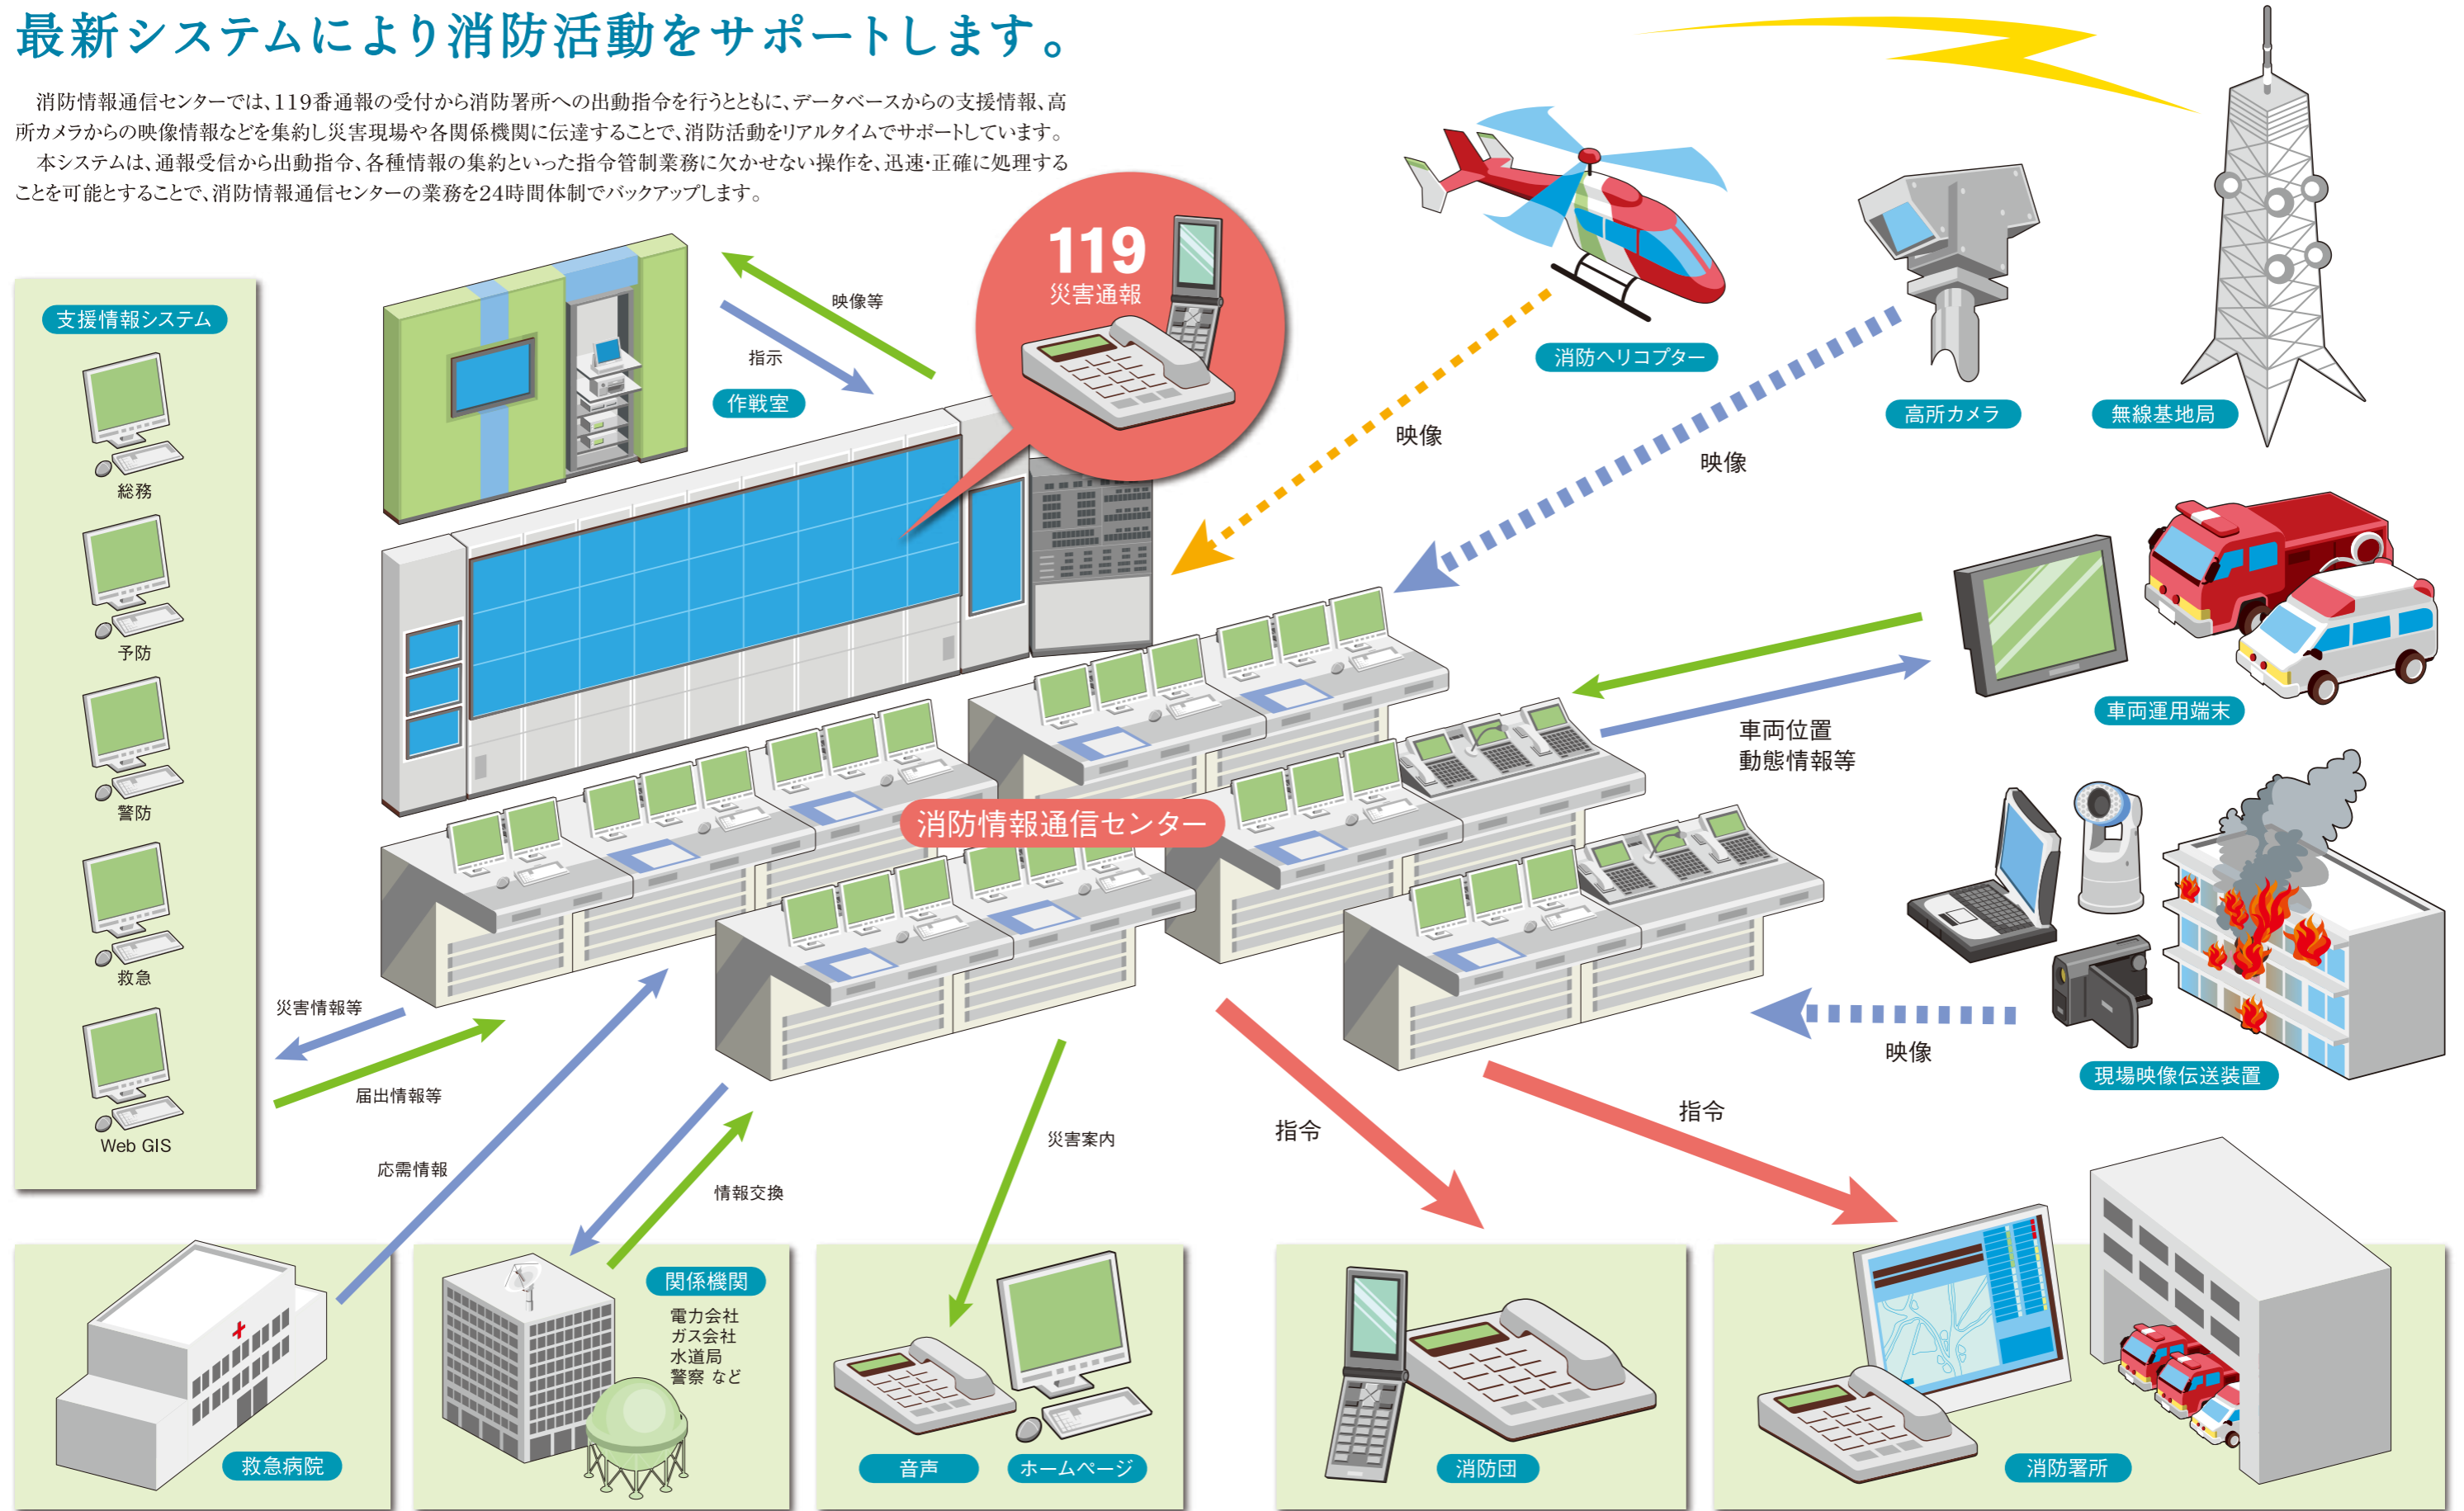 最新システムにより消防活動をサポートします。
消防情報通信センターでは、119番通報の受付から消防署所への出動指令を行うとともに、データベースからの支援情報、高
所カメラからの映像情報などを集約し災害現場や各関係機関に伝達することで、消防活動をリアルタイムでサポートしています。
本システムは、通報受信から出動指令、各種情報の集約といった指令管制業務に欠かせない操作を、迅速・正確に処理する
ことを可能とすることで、消防情報通信センターの業務を24時間体制でバックアップします。
119
災害通報
支援情報システム
総務
予防
警防
救急
Web GIS
映像等
指示
作戦室
消防ヘリコプター
高所カメラ
無線基地局
映像
映像
車両運用端末
車両位置
動態情報等
消防情報通信センター
映像
現場映像伝送装置
災害情報等
届出情報等
応需情報
情報交換
災害案内
指令
指令
救急病院
関係機関
電力会社
ガス会社
水道局
警察 など
音声
ホームページ
消防団
消防署所